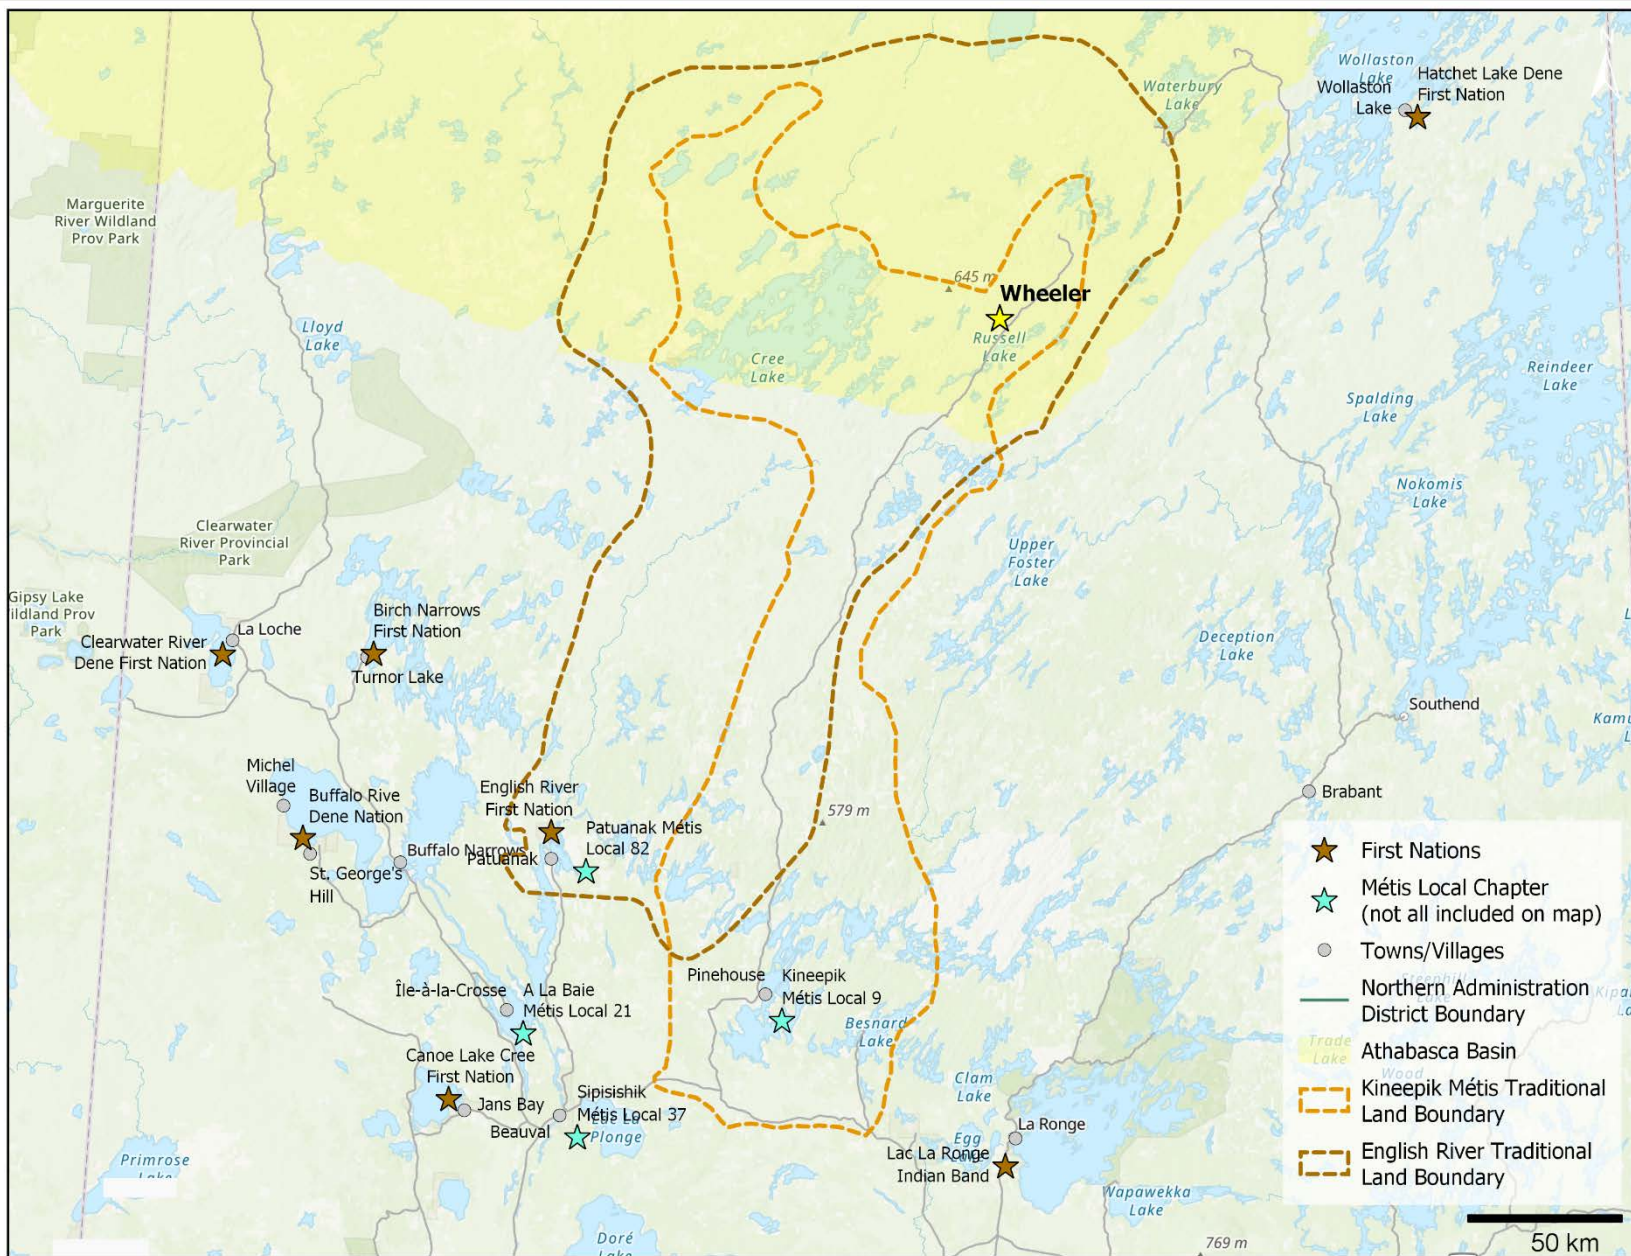 Wollaston
Lake
Hatchet Lake Dene
First Nation
Wollaston
Lake
Waterbury
Lake
Marguerite
River Wildland
Prov Park
645 m
Wheeler
Russell
Lake
Lloyd
Lake
Cree
Lake
Reindeer
Lake
Spalding
Lake
Nokomis
Lake
Clearwater
River Provincial
Park
Upper
Foster
Lake
Gipsy Lake
ildland Prov
Park
Birch Narrows
First Nation
La Loche
Clearwater River
Dene First Nation
Turnor Lake
Deception
Lake
Southend
Kamu
L
Michel
Village
Buffalo Rive
Dene Nation
English River
First Nation
Brabant
579 m
Patuanak Métis
Local 82
Buffalo Narrows
Patuanak
St. George's
Hill
Pinehouse
Kineepik
Métis Local 9
Île-à-la-Crosse
A La Baie
Métis Local 21
Besnard
Lake
Canoe Lake Cree
First Nation
Jans Bay
Clam
Lake
Sipisishik
Métis Local 37
Beauval
Plonge
La Ronge
Egg
Lac La Ronge
Indian Band
Primrose
Lake
Wapawekka
Lake
Doré
Lake
769 m
First Nations
Métis Local Chapter
(not all included on map)
Towns/Villages
Northern Administration
District Boundary
Athabasca Basin
Kineepik Métis Traditional
Land Boundary
English River Traditional
Land Boundary
50 km